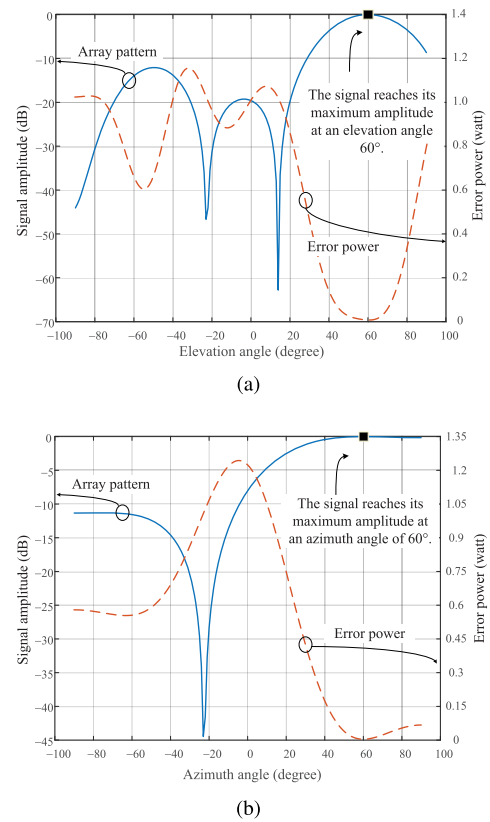 0
−10
−20
−30
−40
−50
−60
−70
Signal amplitude (dB)
1.4
1.2
1.0
0.8
0.6
0.4
0.2
0
Error power (watt)
Array pattern
The signal reaches its
maximum amplitude
at an elevation angle
60°.
Error power
−100 −80 −60 −40 −20 0 20 40 60 80 100
Elevation angle (degree)
(a)
0
−5
−10
−15
−20
−25
−30
−35
−40
−45
Signal amplitude (dB)
1.35
1.2
1.05
0.9
0.75
0.6
0.45
0.3
0.15
0
Error power (watt)
Array pattern
The signal reaches its
maximum amplitude at
an azimuth angle of 60°.
Error power
−100 −80 −60 −40 −20 0 20 40 60 80 100
Azimuth angle (degree)
(b)